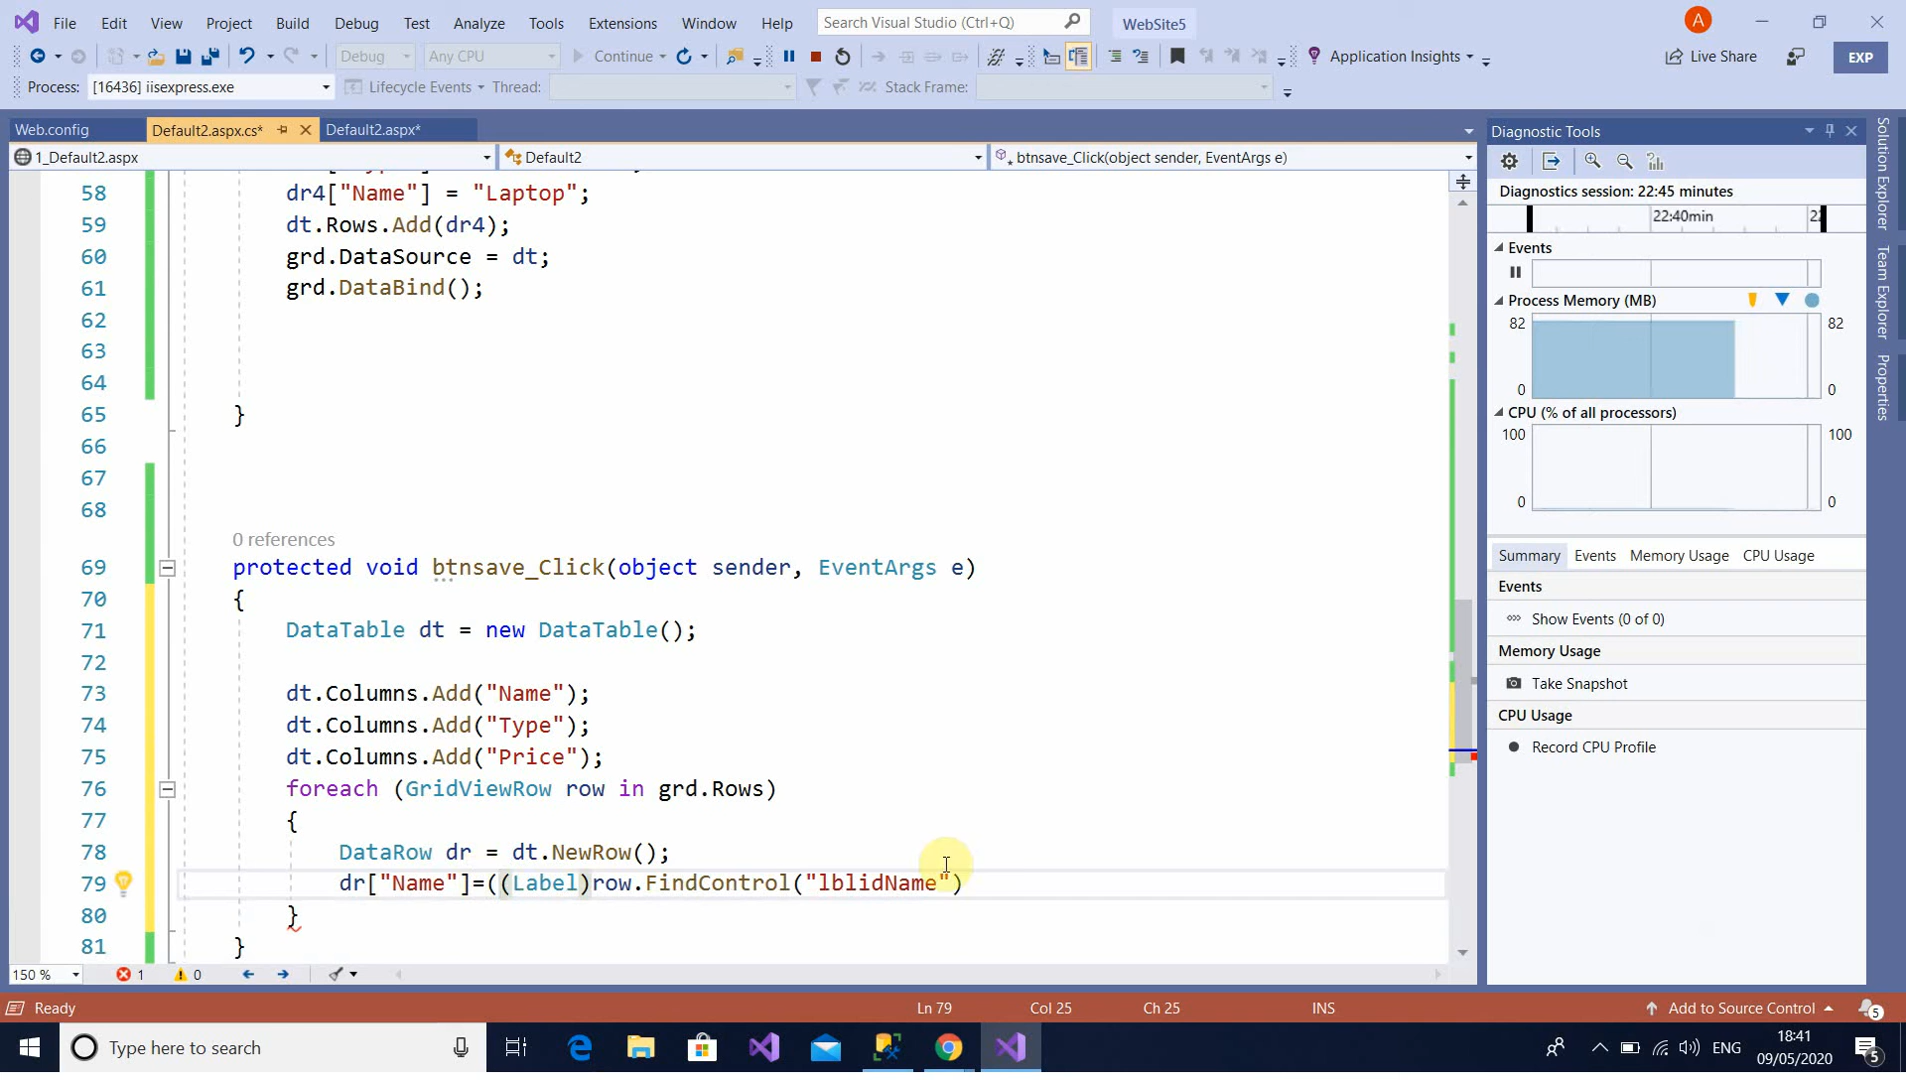 File Edit View Project Build Debug Test Analyze Tools Extensions Window Help Search Visual Studio (Ctrl+Q) WebSite5 A
Debug Any CPU Continue Application Insights Live Share EXP
Process: [16436] iisexpress.exe Lifecycle Events Thread: Stack Frame:
Web.config Default2.aspx.cs* Default2.aspx*
1_Default2.aspx Default2 btnsave_Click(object sender, EventArgs e)
58 dr4["Name"] = "Laptop";
59 dt.Rows.Add(dr4);
60 grd.DataSource = dt;
61 grd.DataBind();
62
63
64
65 }
66
67
68
0 references
69 protected void btnsave_Click(object sender, EventArgs e)
70 {
71 DataTable dt = new DataTable();
72
73 dt.Columns.Add("Name");
74 dt.Columns.Add("Type");
75 dt.Columns.Add("Price");
76 foreach (GridViewRow row in grd.Rows)
77 {
78 DataRow dr = dt.NewRow();
79 dr["Name"]=((Label)row.FindControl("lblidName")
80 }
81 }
150 % 1 0
Diagnostic Tools
Diagnostics session: 22:45 minutes
22:40min
Events
Process Memory (MB)
82 82
0 0
CPU (% of all processors)
100 100
0 0
Summary Events Memory Usage CPU Usage
Events
Show Events (0 of 0)
Memory Usage
Take Snapshot
CPU Usage
Record CPU Profile
Solution Explorer
Team Explorer
Properties
Ready Ln 79 Col 25 Ch 25 INS Add to Source Control 5
Type here to search ENG 18:41
09/05/2020 5